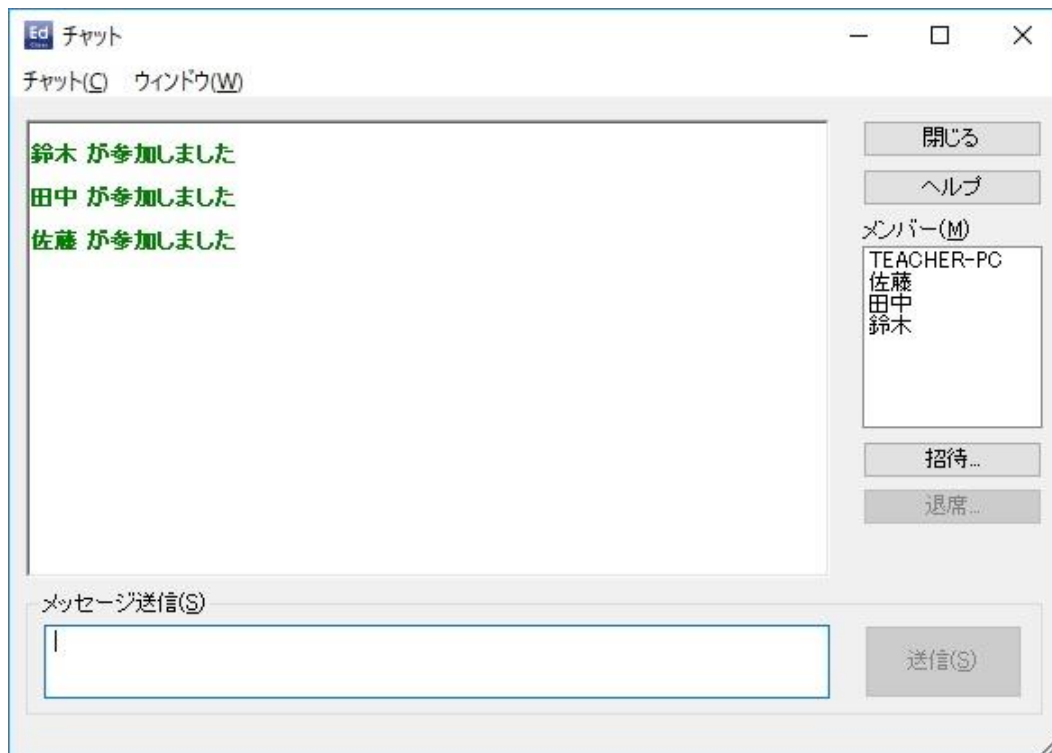 Ed
チャット
チャット(C) ウィンドウ(W)
鈴木 が参加しました
田中 が参加しました
佐藤 が参加しました
閉じる
ヘルプ
メンバー(M)
TEACHER-PC
佐藤
田中
鈴木
招待...
退席...
メッセージ送信(S)
送信(S)